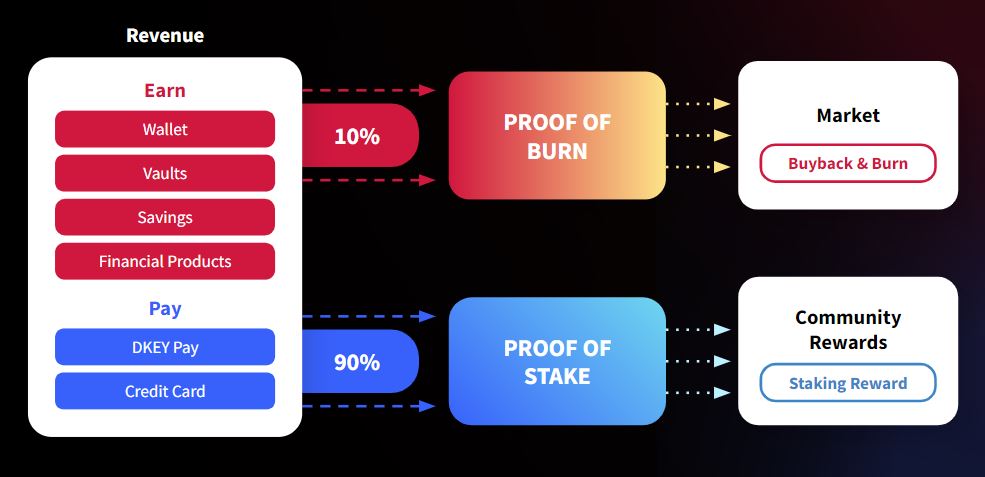 Revenue
Earn
Wallet
Vaults
Savings
Financial Products
Pay
DKEY Pay
Credit Card
10%
PROOF OF
BURN
Market
Buyback & Burn
90%
PROOF OF
STAKE
Community
Rewards
Staking Reward